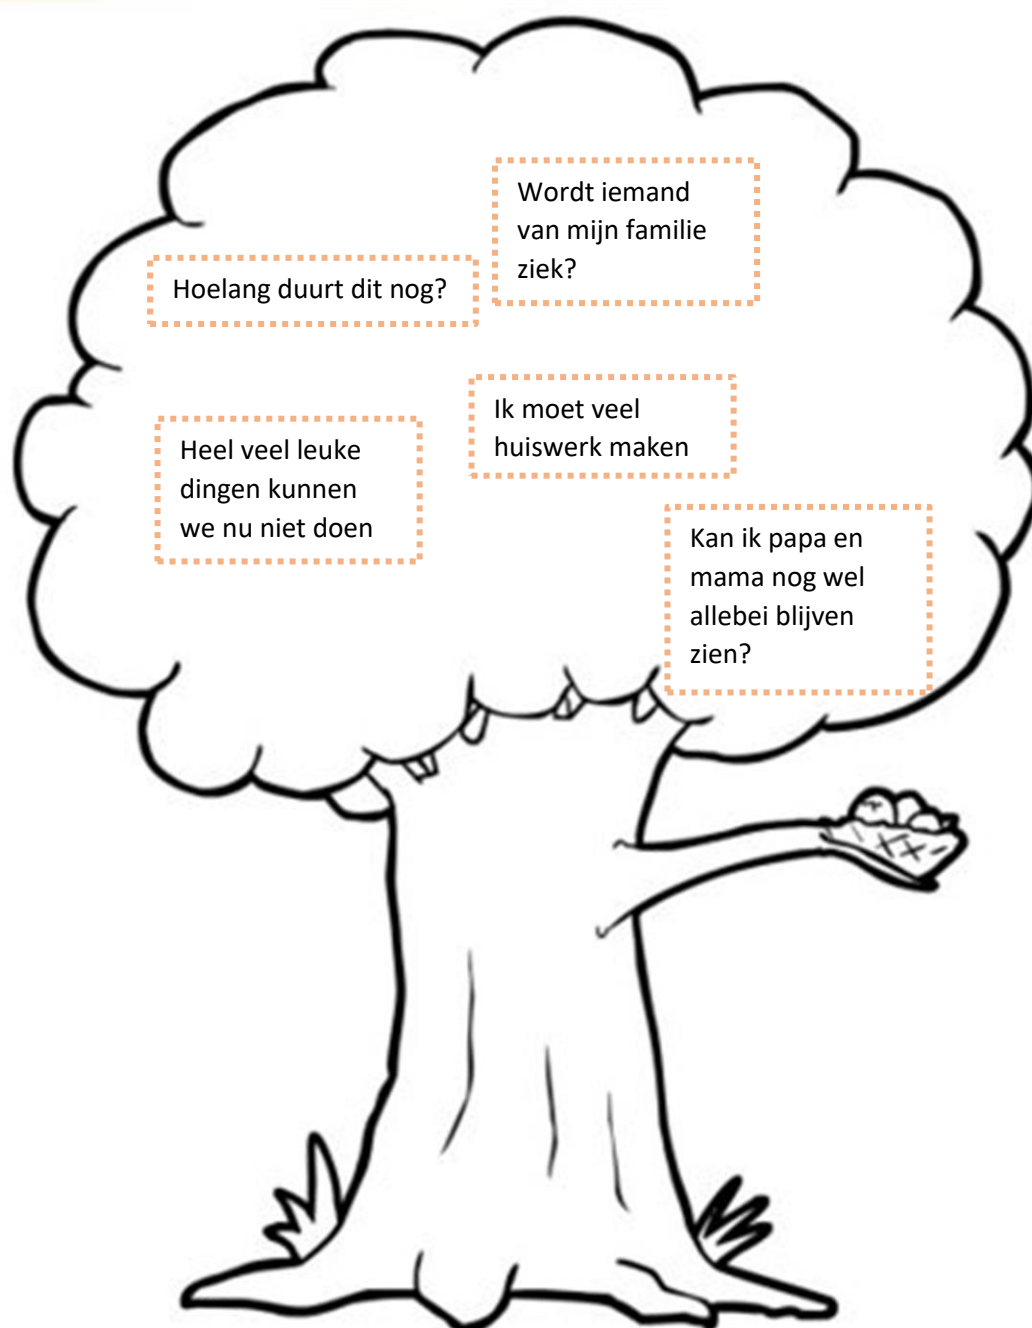 Wordt iemand
van mijn familie
ziek?
Hoelang duurt dit nog?
Ik moet veel
huiswerk maken
Heel veel leuke
dingen kunnen
we nu niet doen
Kan ik papa en
mama nog wel
allebei blijven
zien?